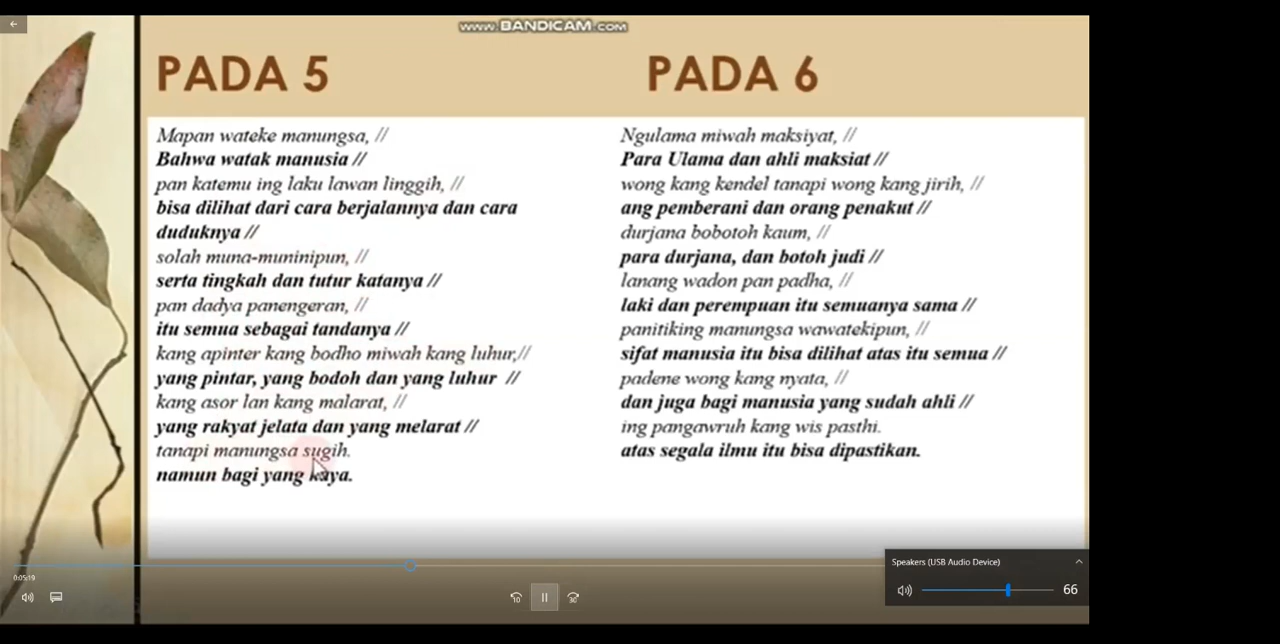 www.BANDICAM.com
PADA 5
Mapan wateke manungsa, //
Bahwa watak manusia //
pan katemu ing laku lawan linggih, //
bisa dilihat dari cara berjalannya dan cara
duduknya //
solah muna-muninipun, //
serta tingkah dan tutur katanya //
pan dadya panengeran, //
itu semua sebagai tandanya //
kang apinter kang bodho miwah kang luhur,//
yang pintar, yang bodoh dan yang luhur //
kang asor lan kang malarat, //
yang rakyat jelata dan yang melarat //
tanapi manungsa sugih.
namun bagi yang kaya.
PADA 6
Ngulama miwah maksiyat, //
Para Ulama dan ahli maksiat //
wong kang kendel tanapi wong kang jirih, //
ang pemberani dan orang penakut //
durjana bobotoh kaum, //
para durjana, dan botoh judi //
lanang wadon pan padha, //
laki dan perempuan itu semuanya sama //
panitiking manungsa wawatekipun, //
sifat manusia itu bisa dilihat atas itu semua //
padene wong kang nyata, //
dan juga bagi manusia yang sudah ahli //
ing pangawruh kang wis pasthi.
atas segala ilmu itu bisa dipastikan.
0:05:19
10
30
Speakers (USB Audio Device)
66